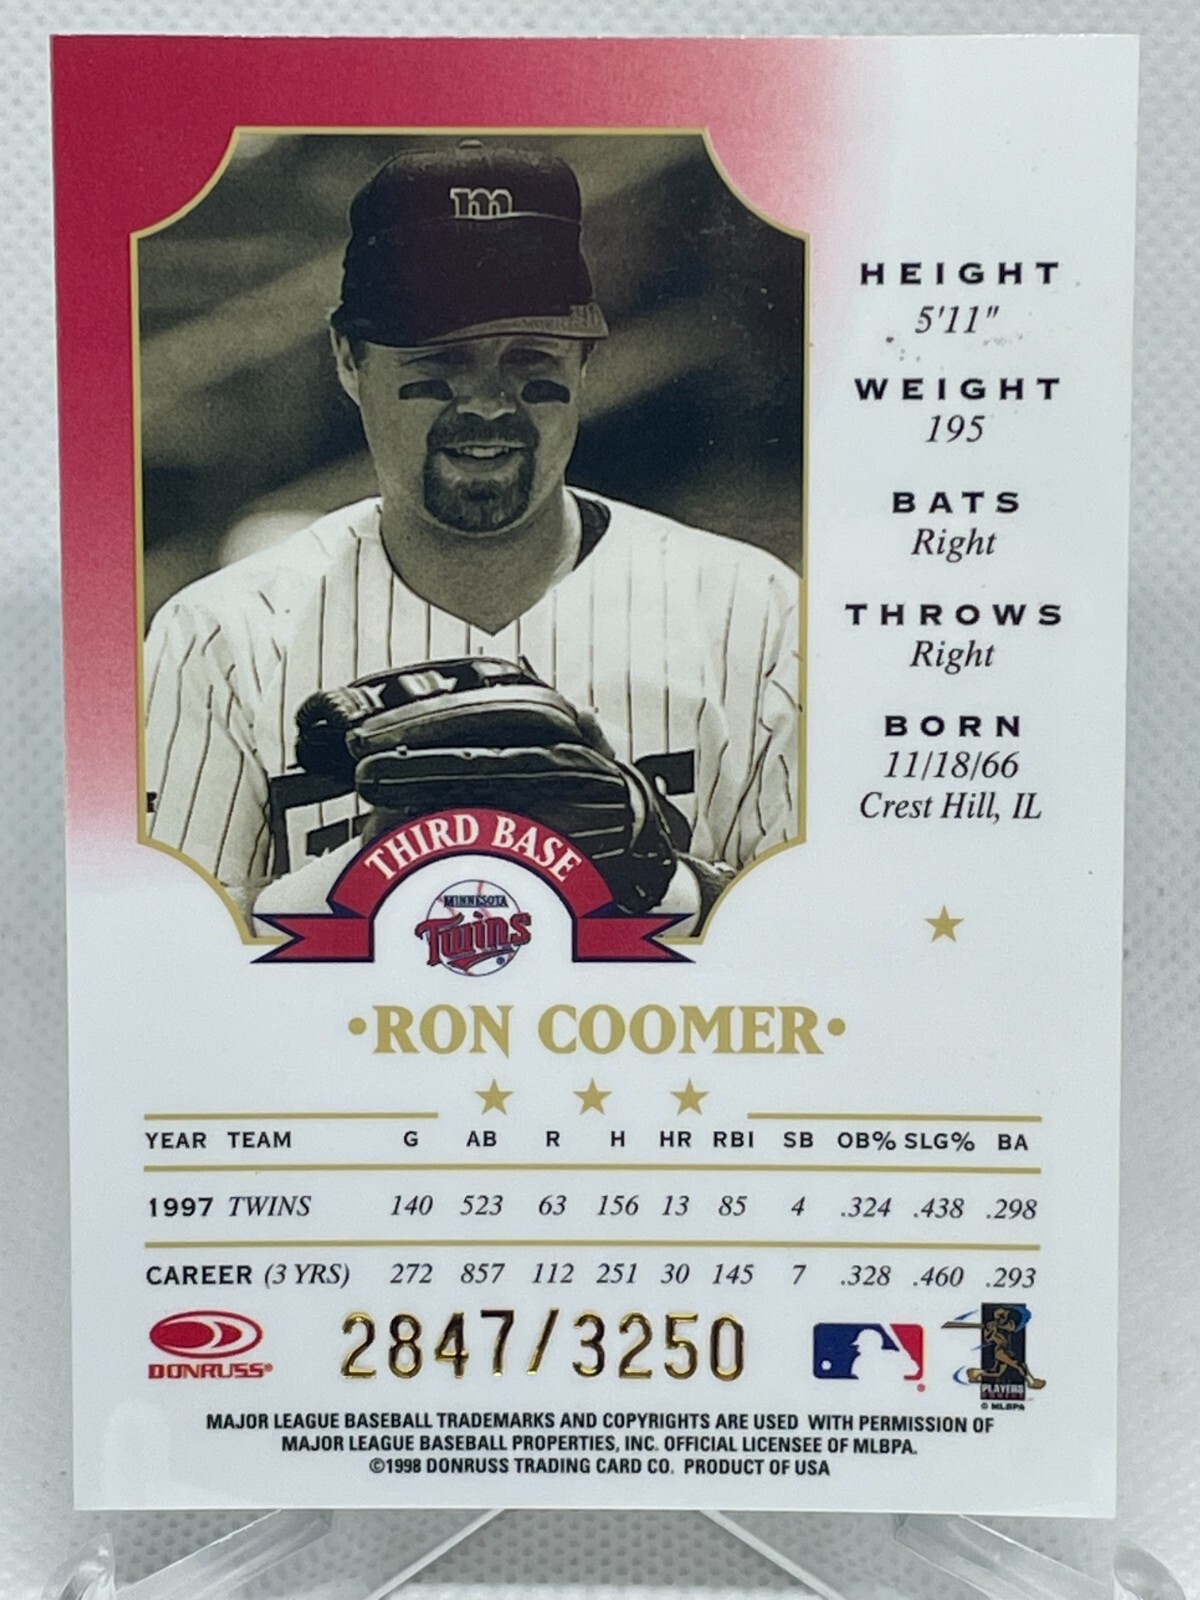 m
HEIGHT
5'11"
WEIGHT
195
BATS
Right
THROWS
Right
BORN
11/18/66
Crest Hill, IL
THIRD BASE
MINNESOTA
Twins
•RON COOMER•
YEAR TEAM G AB R H HR RBI SB OB% SLG% BA
1997 TWINS 140 523 63 156 13 85 4 .324 .438 .298
CAREER (3 YRS) 272 857 112 251 30 145 7 .328 .460 .293
DONRUSS®
2847/3250
PLAYERS
© MLBPA
MAJOR LEAGUE BASEBALL TRADEMARKS AND COPYRIGHTS ARE USED WITH PERMISSION OF
MAJOR LEAGUE BASEBALL PROPERTIES, INC. OFFICIAL LICENSEE OF MLBPA.
©1998 DONRUSS TRADING CARD CO. PRODUCT OF USA